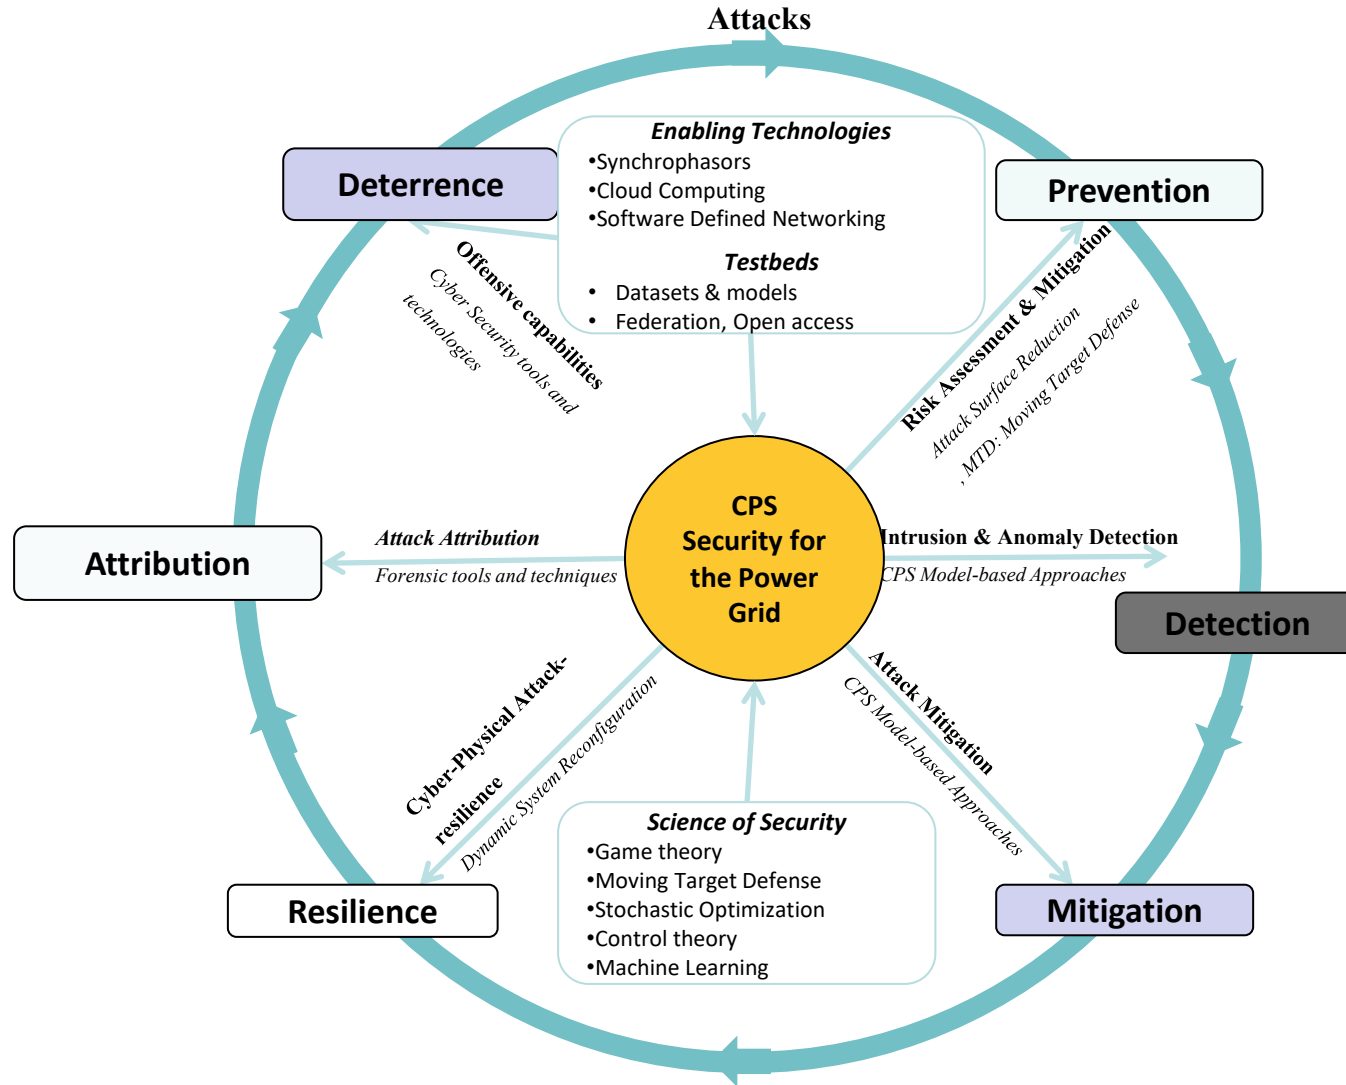 Attacks
Enabling Technologies
•Synchrophasors
•Cloud Computing
•Software Defined Networking
Testbeds
• Datasets & models
• Federation, Open access
Deterrence
Prevention
Offensive capabilities
Cyber Security tools and
technologies
Risk Assessment & Mitigation
Attack Surface Reduction
, MTD: Moving Target Defense
CPS
Security for
the Power
Grid
Attribution
Attack Attribution
Forensic tools and techniques
Intrusion & Anomaly Detection
CPS Model-based Approaches
Detection
Cyber-Physical Attack-
resilience
Dynamic System Reconfiguration
Attack Mitigation
CPS Model-based Approaches
Science of Security
•Game theory
•Moving Target Defense
•Stochastic Optimization
•Control theory
•Machine Learning
Resilience
Mitigation